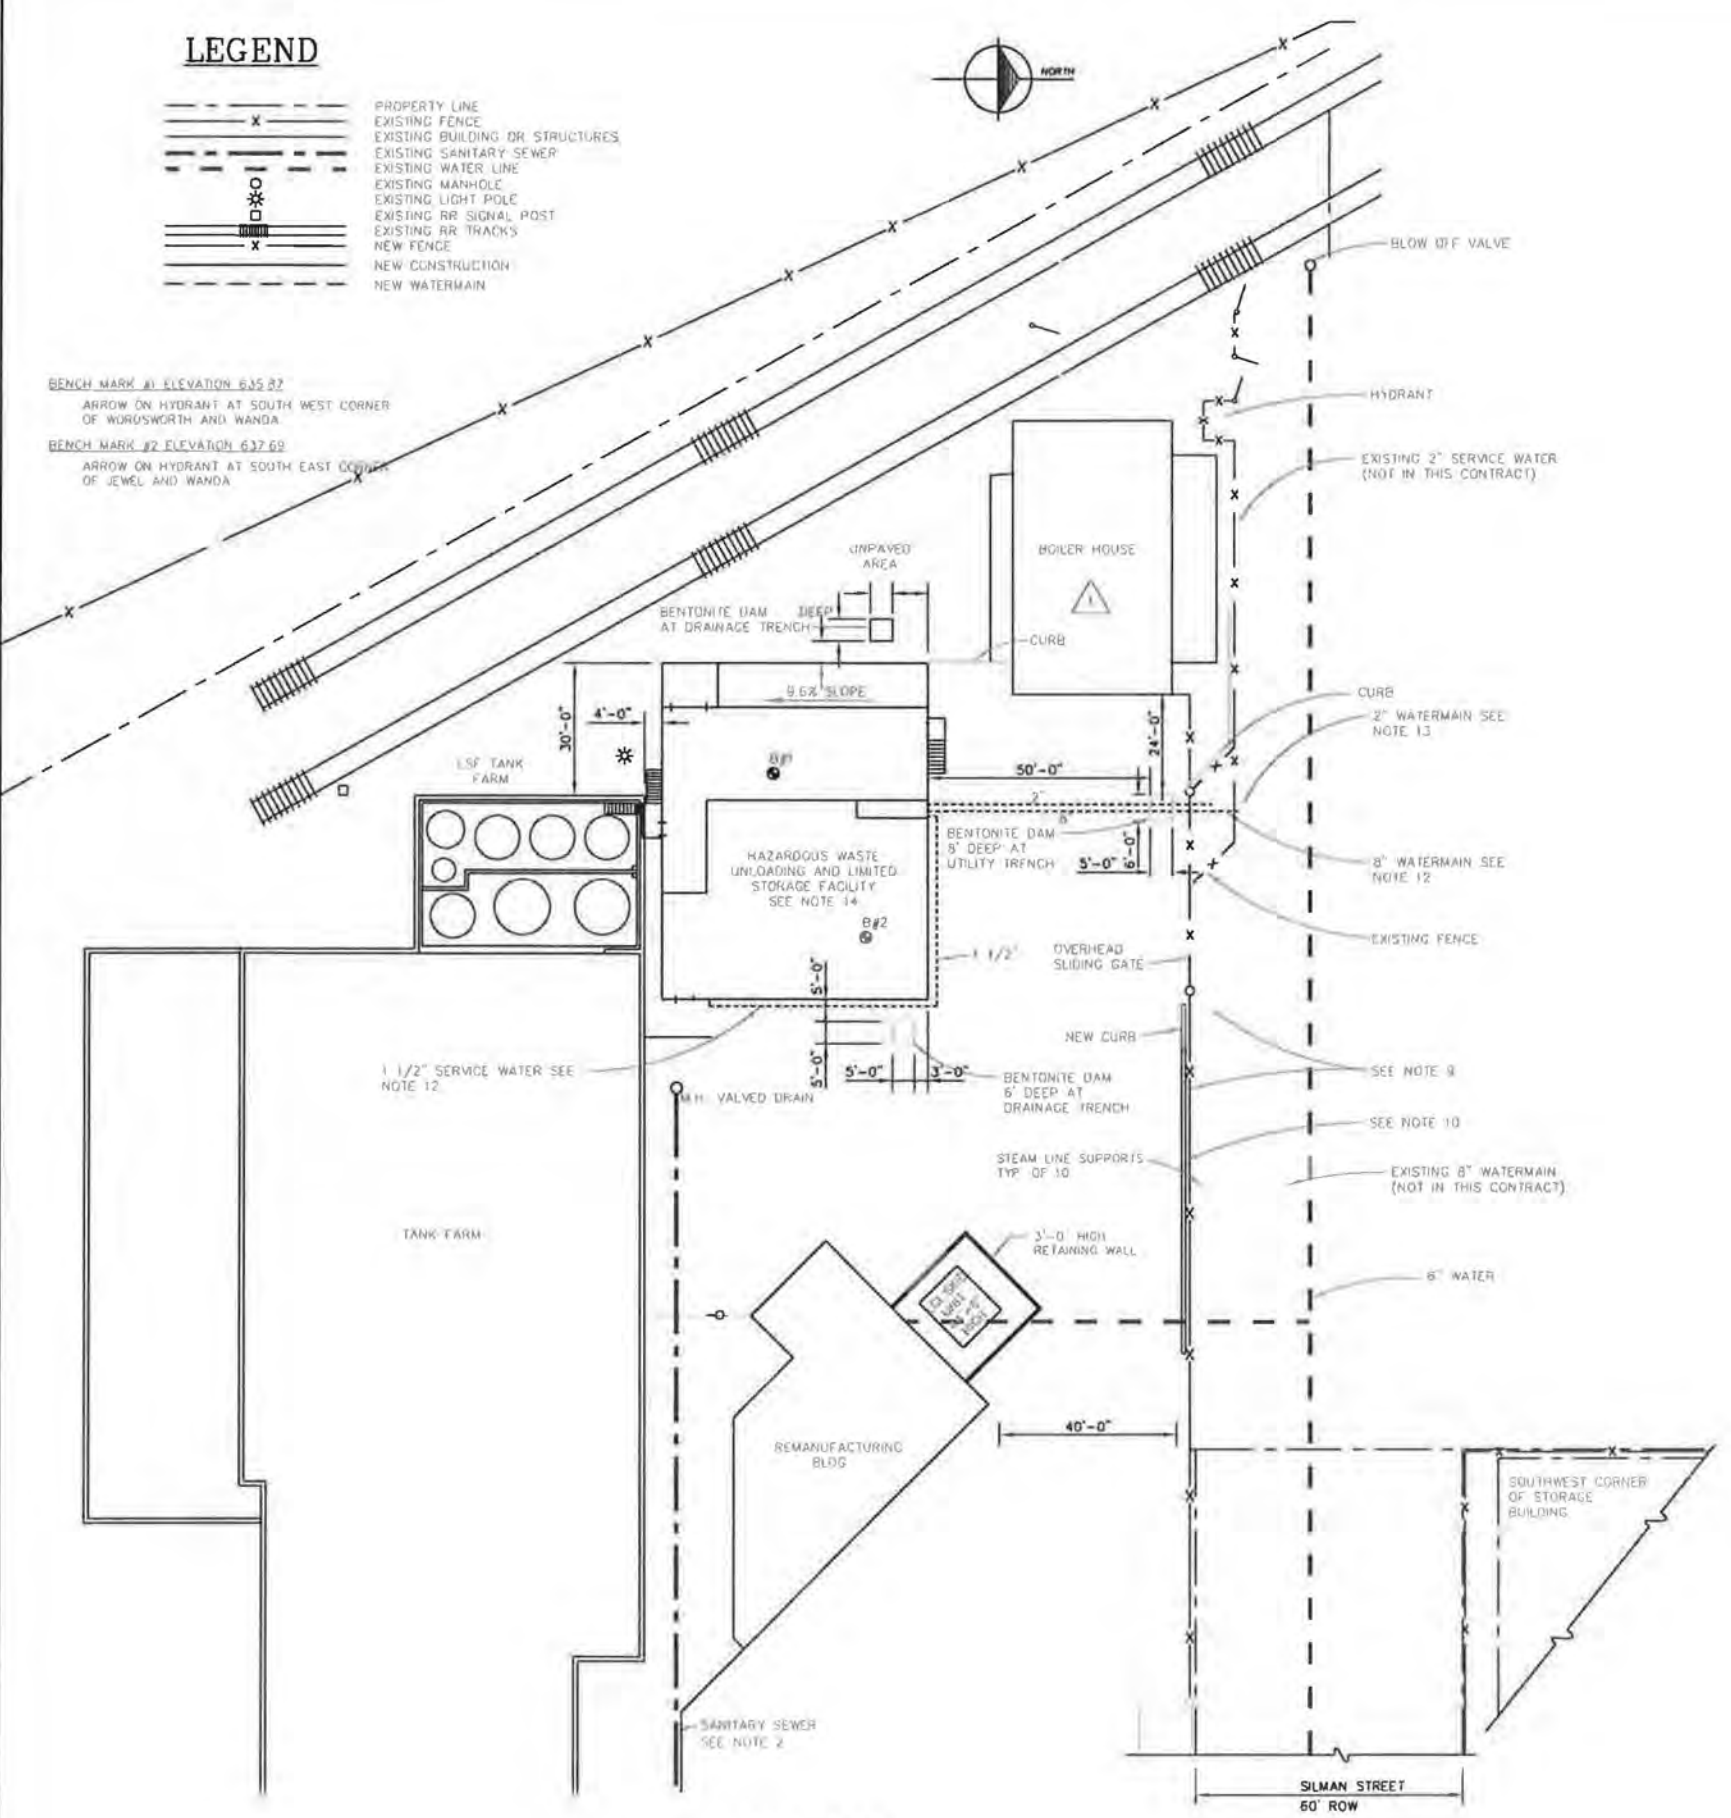 LEGEND
PROPERTY LINE
EXISTING FENCE
EXISTING BUILDING OR STRUCTURES
EXISTING SANITARY SEWER
EXISTING WATER LINE
EXISTING MANHOLE
EXISTING LIGHT POLE
EXISTING RR SIGNAL POST
EXISTING RR TRACKS
NEW FENCE
NEW CONSTRUCTION
NEW WATERMAIN
NORTH
BENCH MARK #1 ELEVATION 635.87
ARROW ON HYDRANT AT SOUTH WEST CORNER
OF WORDSWORTH AND WANDA
BENCH MARK #2 ELEVATION 637.69
ARROW ON HYDRANT AT SOUTH EAST CORNER
OF JEWEL AND WANDA
BLOW OFF VALVE
HYDRANT
EXISTING 2" SERVICE WATER
(NOT IN THIS CONTRACT)
BOILER HOUSE
1
UNPAVED
AREA
BENTONITE DAM DEEP
AT DRAINAGE TRENCH
CURB
9.6% SLOPE
30'-0"
4'-0"
24'-0"
CURB
2" WATERMAIN SEE
NOTE 13
LSF TANK
FARM
B#1
50'-0"
2"
8"
BENTONITE DAM
8' DEEP AT
UTILITY TRENCH
5'-0"
6'-0"
8" WATERMAIN SEE
NOTE 12
HAZARDOUS WASTE
UNLOADING AND LIMITED
STORAGE FACILITY
SEE NOTE 14
B#2
EXISTING FENCE
1 1/2"
OVERHEAD
SLIDING GATE
5'-0"
NEW CURB
1 1/2" SERVICE WATER SEE
NOTE 12
5'-0"
5'-0"
3'-0"
BENTONITE DAM
6' DEEP AT
DRAINAGE TRENCH
SEE NOTE 9
M.H. VALVED DRAIN
SEE NOTE 10
STEAM LINE SUPPORTS
TYP OF 10
EXISTING 8" WATERMAIN
(NOT IN THIS CONTRACT)
TANK FARM
3'-0" HIGH
RETAINING WALL
6" WATER
HIGH
40'-0"
REMANUFACTURING
BLDG
SOUTHWEST CORNER
OF STORAGE
BUILDING
SANITARY SEWER
SEE NOTE 2
SILMAN STREET
60' ROW